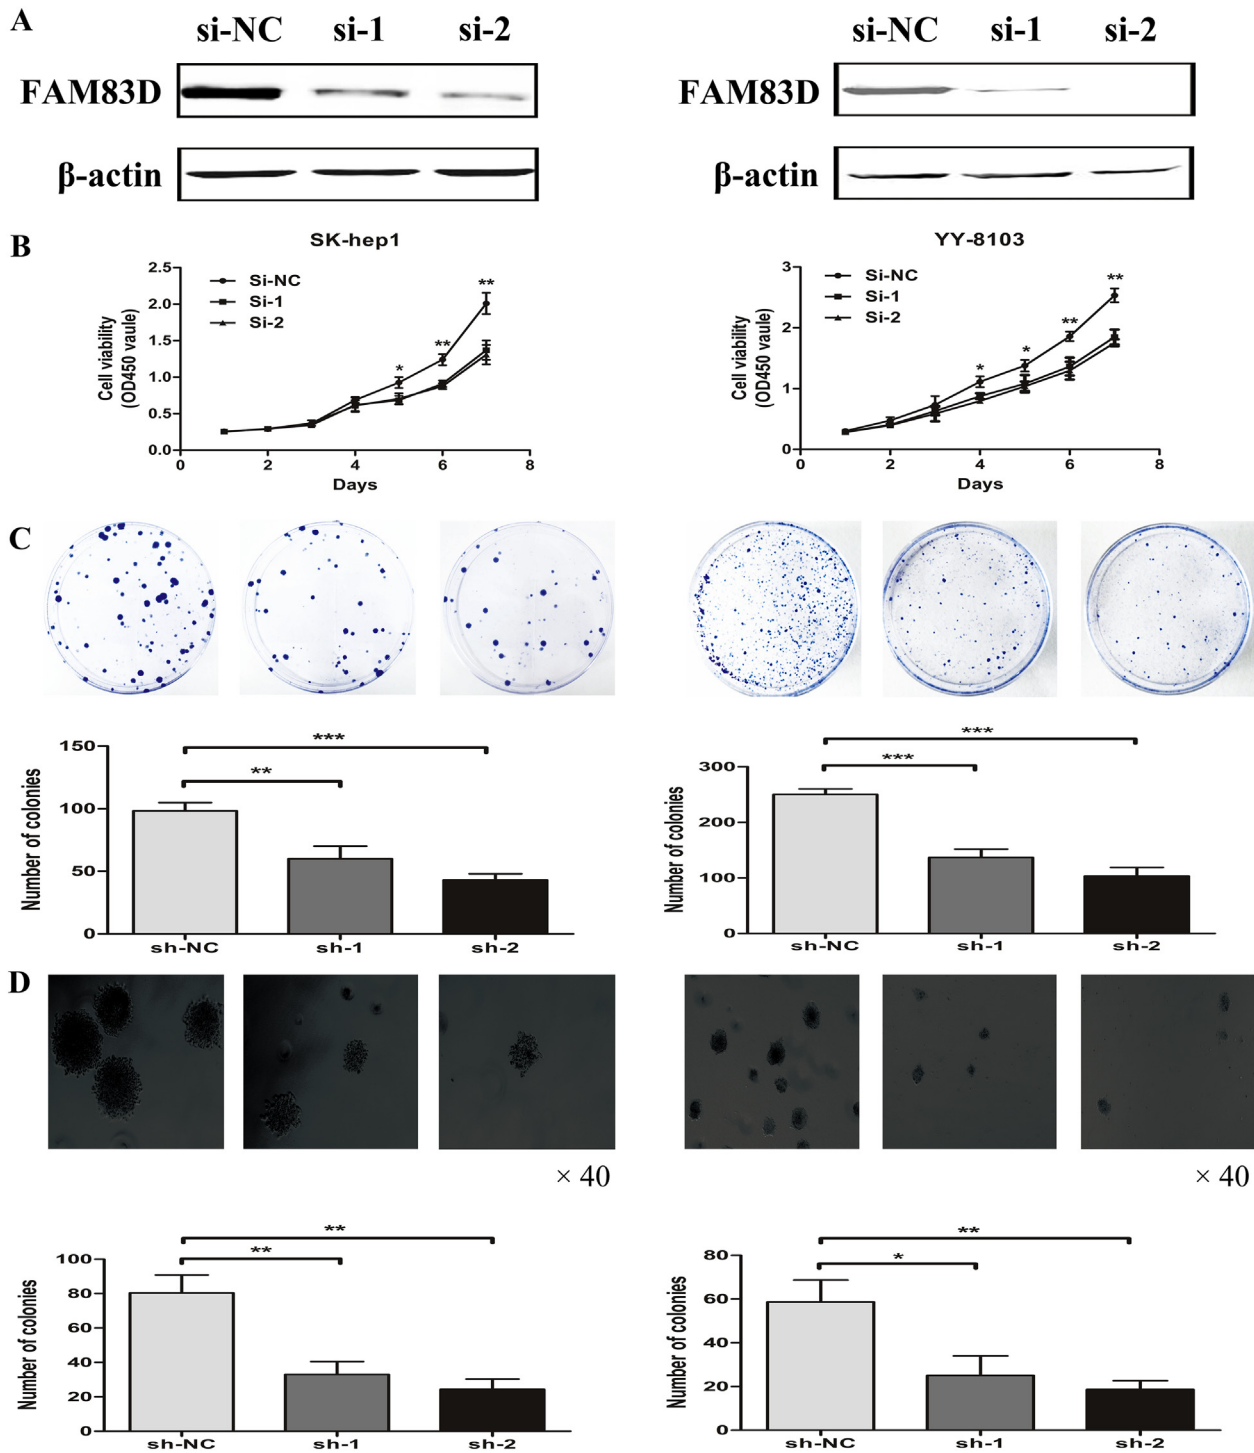 A
si-NC si-1 si-2
si-NC si-1 si-2
FAM83D
FAM83D
β-actin
β-actin
B
SK-hep1
2.5
2.0
1.5
1.0
0.5
0.0
Cell viability
(OD450 vaule)
Si-NC
Si-1
Si-2
*
**
**
0 2 4 6 8
Days
YY-8103
3
2
1
0
Cell viability
(OD450 vaule)
Si-NC
Si-1
Si-2
*
*
**
**
0 2 4 6 8
Days
C
150
100
50
0
Number of colonies
***
**
sh-NC sh-1 sh-2
300
200
100
0
Number of colonies
***
***
sh-NC sh-1 sh-2
D
× 40
× 40
100
80
60
40
20
0
Number of colonies
**
**
sh-NC sh-1 sh-2
80
60
40
20
0
Number of colonies
**
*
sh-NC sh-1 sh-2